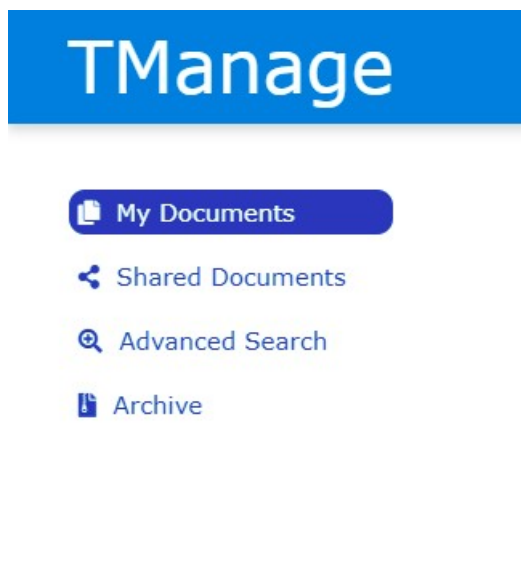 TManage
My Documents
Shared Documents
Advanced Search
Archive